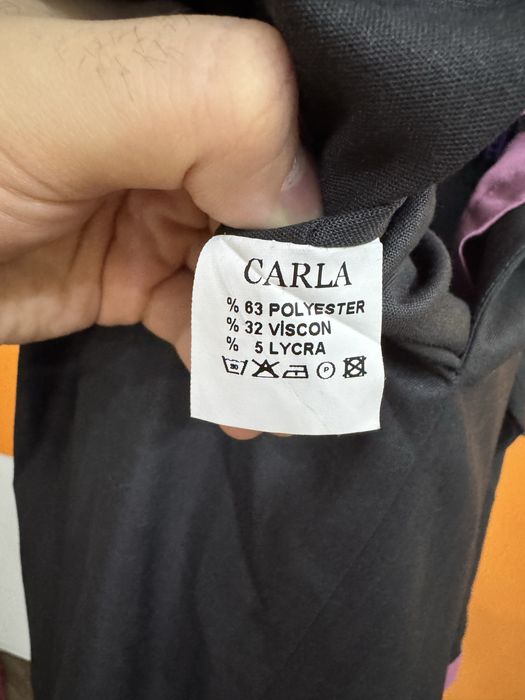 CARLA
% 63 POLYESTER
% 32 VİSCON
% 5 LYCRA
P